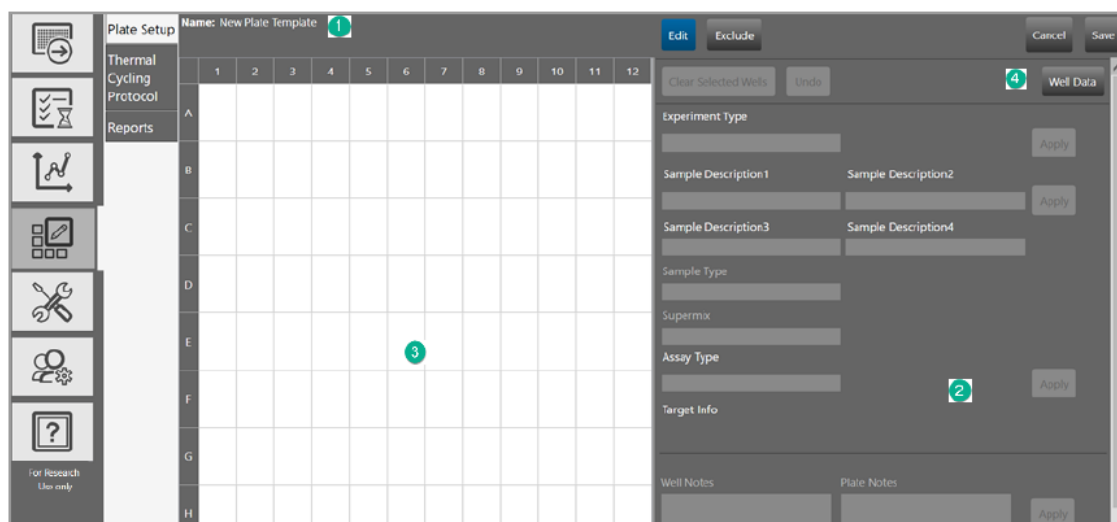 Plate Setup
Thermal
Cycling
Protocol
Reports
For Research
Use only
Name: New Plate Template 1
1 2 3 4 5 6 7 8 9 10 11 12
A
B
C
D
E
F
G
H
3
Edit Exclude Cancel Save
Clear Selected Wells Undo 4 Well Data
Experiment Type
Apply
Sample Description1 Sample Description2
Apply
Sample Description3 Sample Description4
Sample Type
Supermix
Assay Type
2 Apply
Target Info
Well Notes Plate Notes
Apply